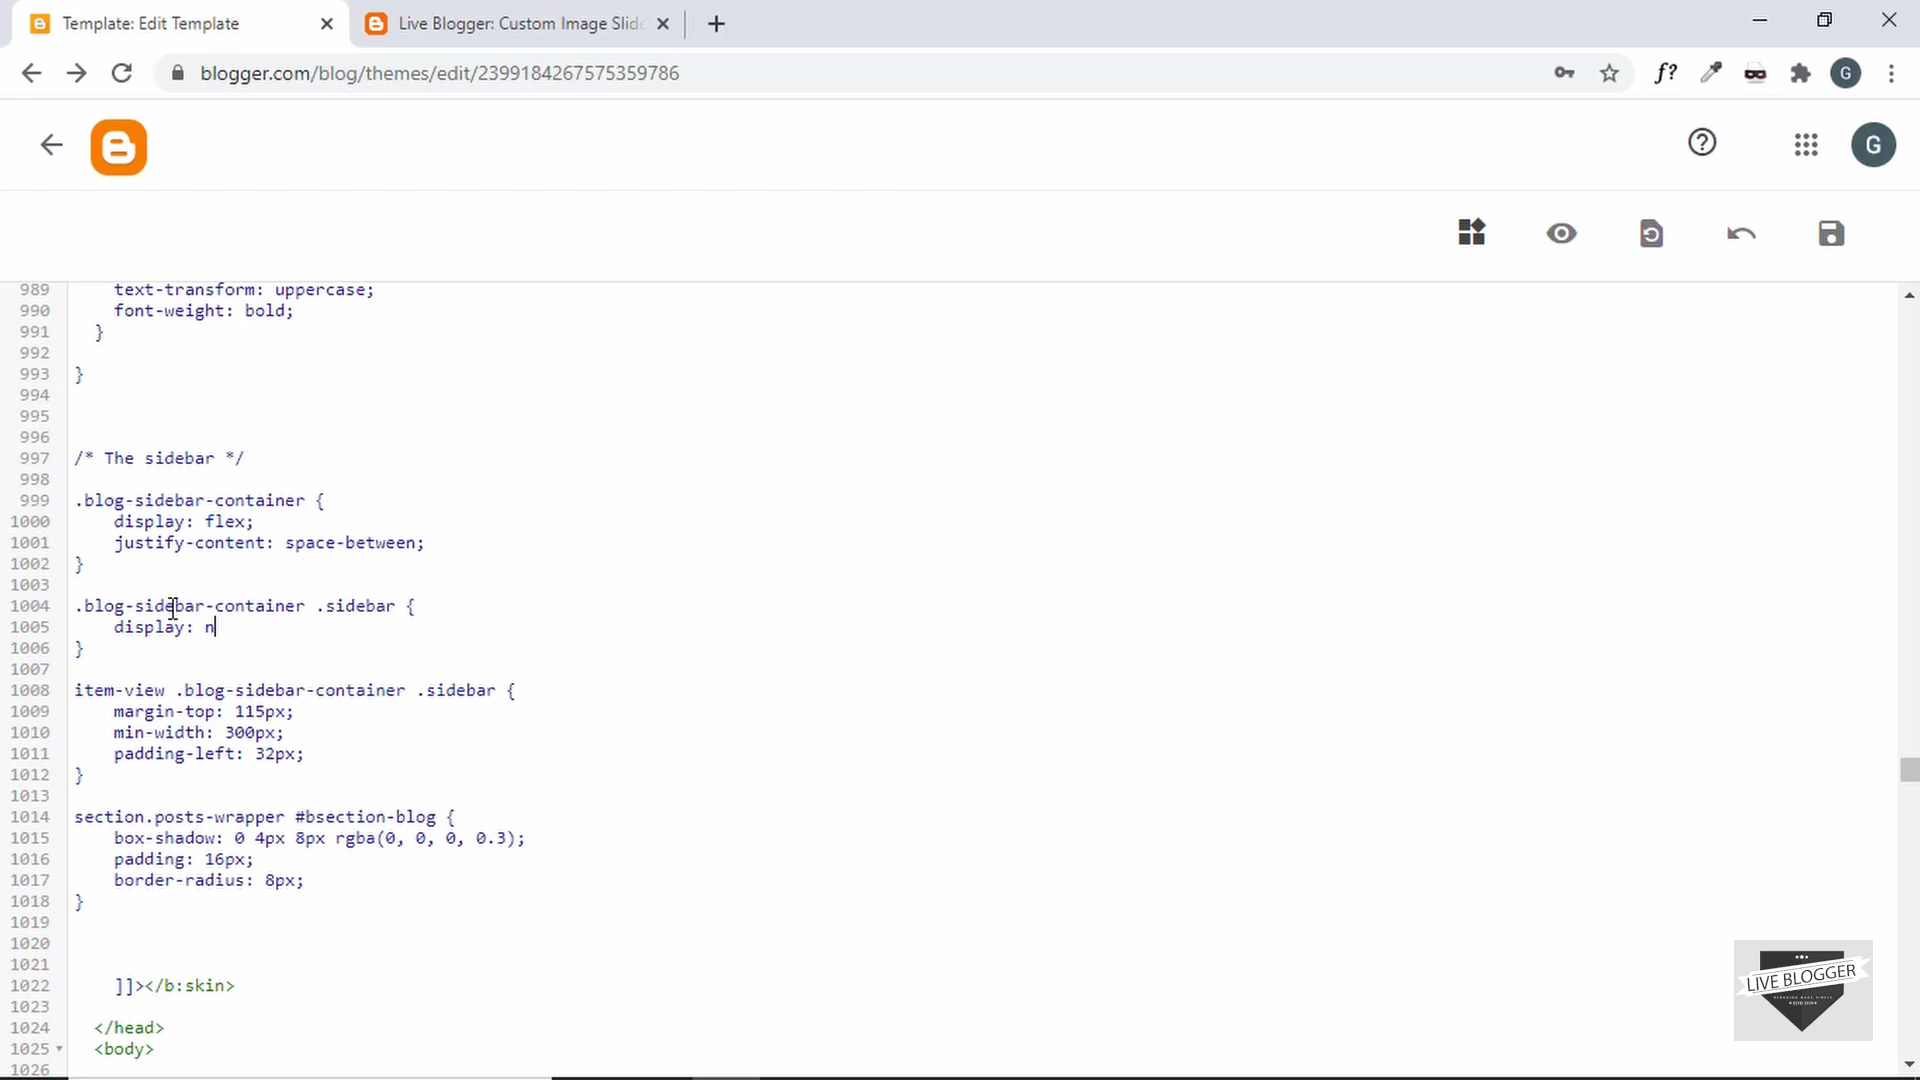 Template: Edit Template
Live Blogger: Custom Image Slid
blogger.com/blog/themes/edit/2399184267575359786
f?
G
G
989 text-transform: uppercase;
990 font-weight: bold;
991 }
992
993 }
994
995
996
997 /* The sidebar */
998
999 .blog-sidebar-container {
1000 display: flex;
1001 justify-content: space-between;
1002 }
1003
1004 .blog-sidebar-container .sidebar {
1005 display: n
1006 }
1007
1008 item-view .blog-sidebar-container .sidebar {
1009 margin-top: 115px;
1010 min-width: 300px;
1011 padding-left: 32px;
1012 }
1013
1014 section.posts-wrapper #bsection-blog {
1015 box-shadow: 0 4px 8px rgba(0, 0, 0, 0.3);
1016 padding: 16px;
1017 border-radius: 8px;
1018 }
1019
1020
1021
1022 ]]></b:skin>
1023
1024 </head>
1025 <body>
1026
LIVE BLOGGER